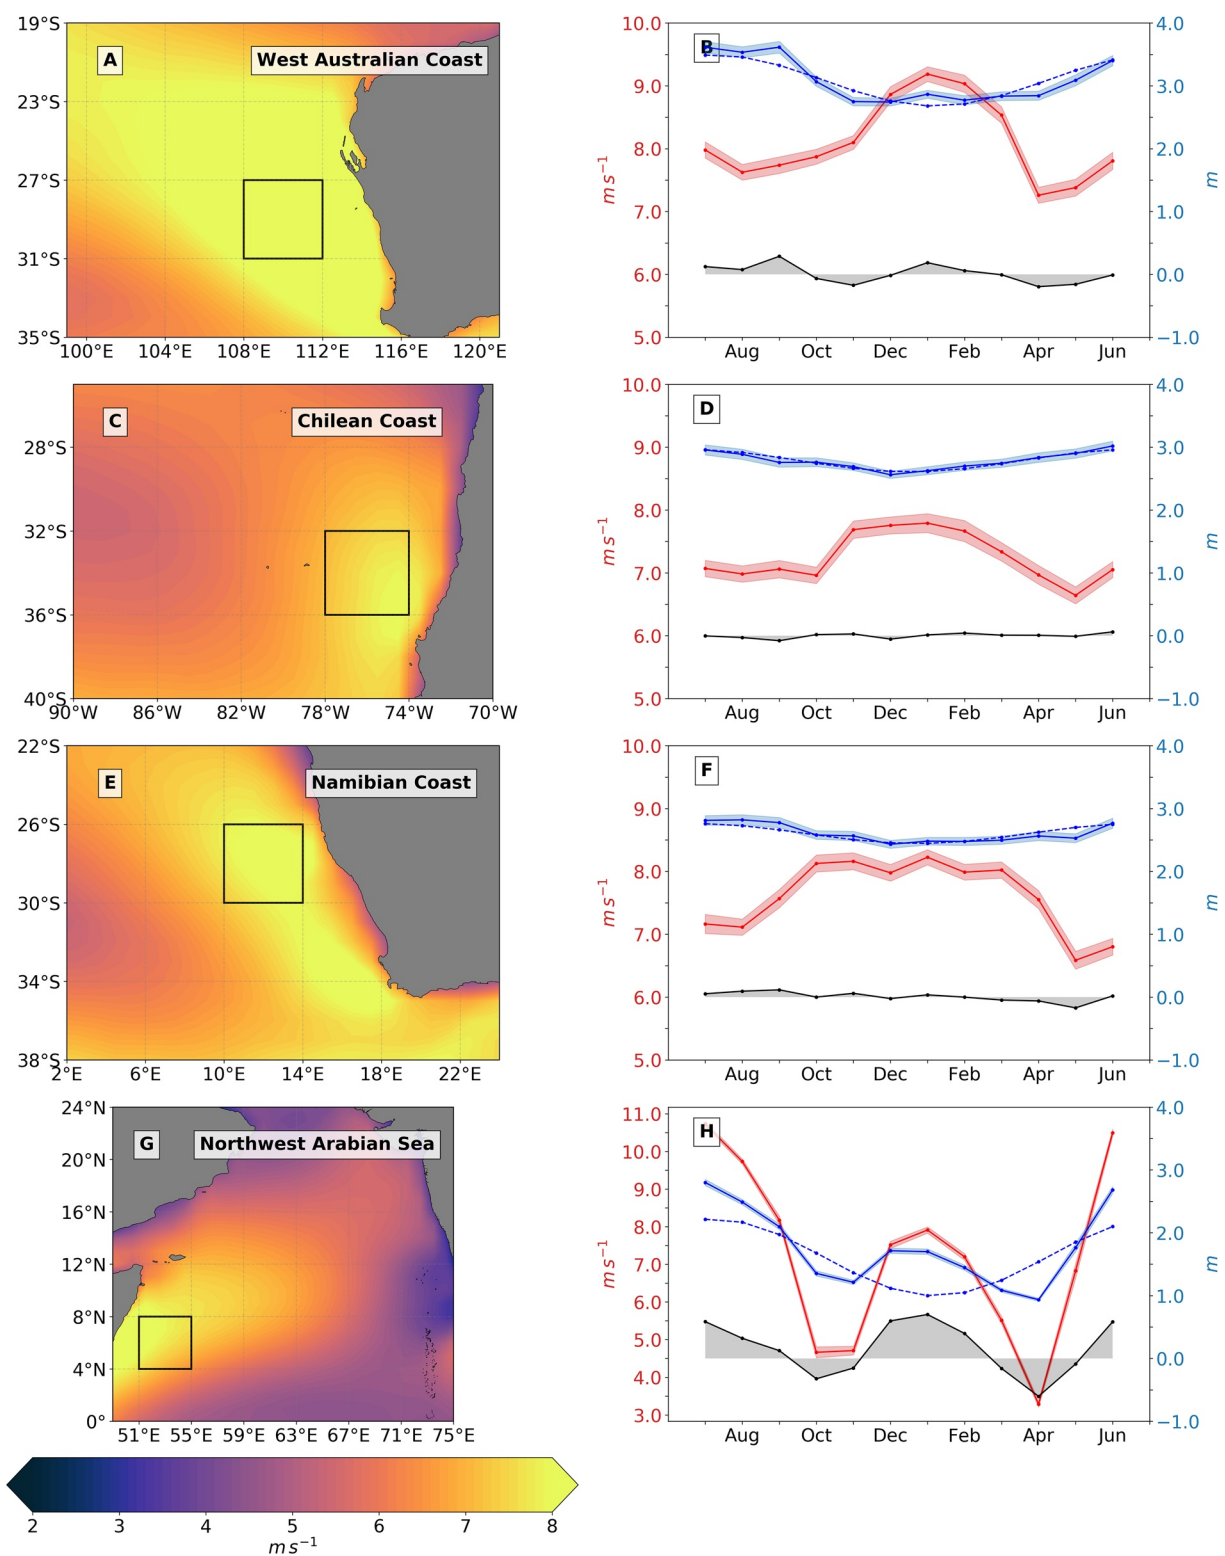 19°S
23°S
27°S
31°S
35°S
A
West Australian Coast
100°E 104°E 108°E 112°E 116°E 120°E
10.0
9.0
8.0
7.0
6.0
5.0
m s⁻¹
B
4.0
3.0
2.0
1.0
0.0
−1.0
m
Aug Oct Dec Feb Apr Jun
28°S
32°S
36°S
40°S
C
Chilean Coast
90°W 86°W 82°W 78°W 74°W 70°W
10.0
9.0
8.0
7.0
6.0
5.0
m s⁻¹
D
4.0
3.0
2.0
1.0
0.0
−1.0
m
Aug Oct Dec Feb Apr Jun
22°S
26°S
30°S
34°S
38°S
E
Namibian Coast
2°E 6°E 10°E 14°E 18°E 22°E
10.0
9.0
8.0
7.0
6.0
5.0
m s⁻¹
F
4.0
3.0
2.0
1.0
0.0
−1.0
m
Aug Oct Dec Feb Apr Jun
24°N
20°N
16°N
12°N
8°N
4°N
0°
G
Northwest Arabian Sea
51°E 55°E 59°E 63°E 67°E 71°E 75°E
11.0
10.0
9.0
8.0
7.0
6.0
5.0
4.0
3.0
m s⁻¹
H
4.0
3.0
2.0
1.0
0.0
−1.0
m
Aug Oct Dec Feb Apr Jun
2 3 4 5 6 7 8
m s⁻¹